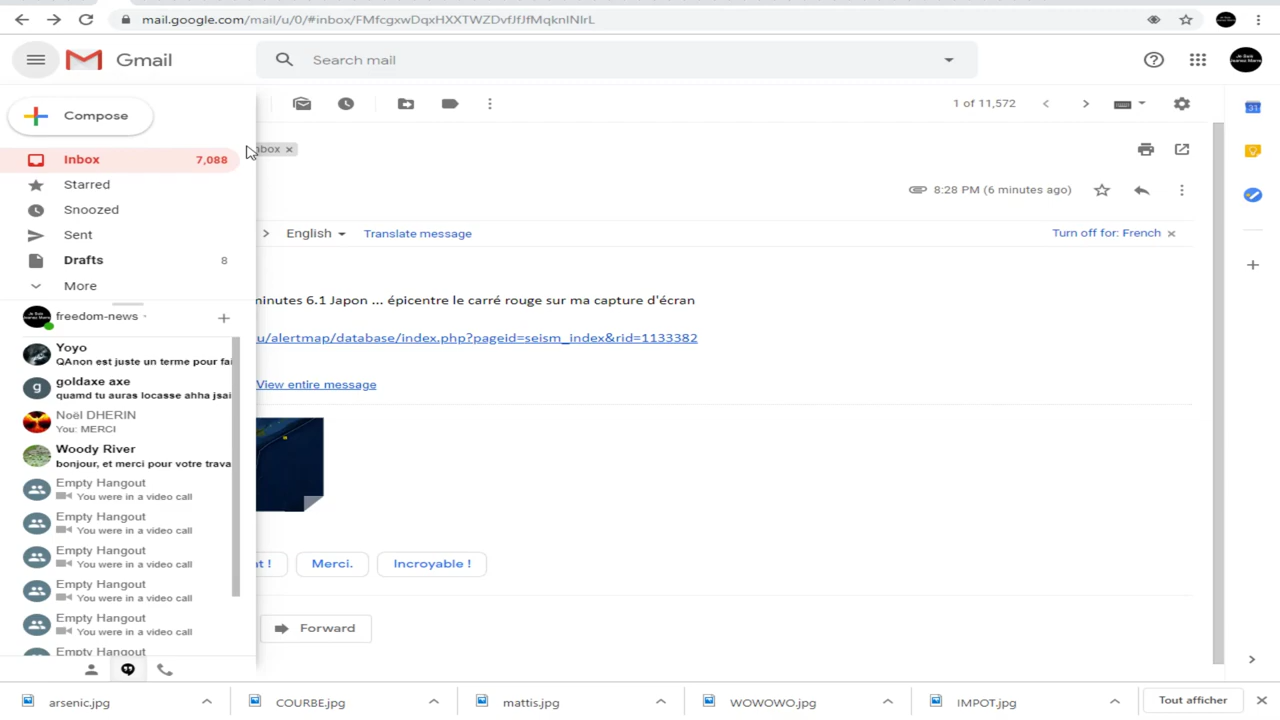 mail.google.com/mail/u/0/#inbox/FMfcgxwDqxHXXTWZDvfJfJfMqknlNlrL
Gmail
Search mail
Compose
1 of 11,572
Inbox 7,088
nbox ×
Starred
8:28 PM (6 minutes ago)
Snoozed
Sent
English
Translate message
Turn off for: French ×
Drafts 8
More
minutes 6.1 Japon ... épicentre le carré rouge sur ma capture d'écran
freedom-news
u/alertmap/database/index.php?pageid=seism_index&rid=1133382
Yoyo
QAnon est juste un terme pour fai
goldaxe axe
quamd tu auras locasse ahha jsai
View entire message
Noël DHERIN
You: MERCI
Woody River
bonjour, et merci pour votre trava
Empty Hangout
You were in a video call
Empty Hangout
You were in a video call
Empty Hangout
You were in a video call
nt !
Merci.
Incroyable !
Empty Hangout
You were in a video call
Empty Hangout
You were in a video call
Forward
Empty Hangout
arsenic.jpg
COURBE.jpg
mattis.jpg
WOWOWO.jpg
IMPOT.jpg
Tout afficher